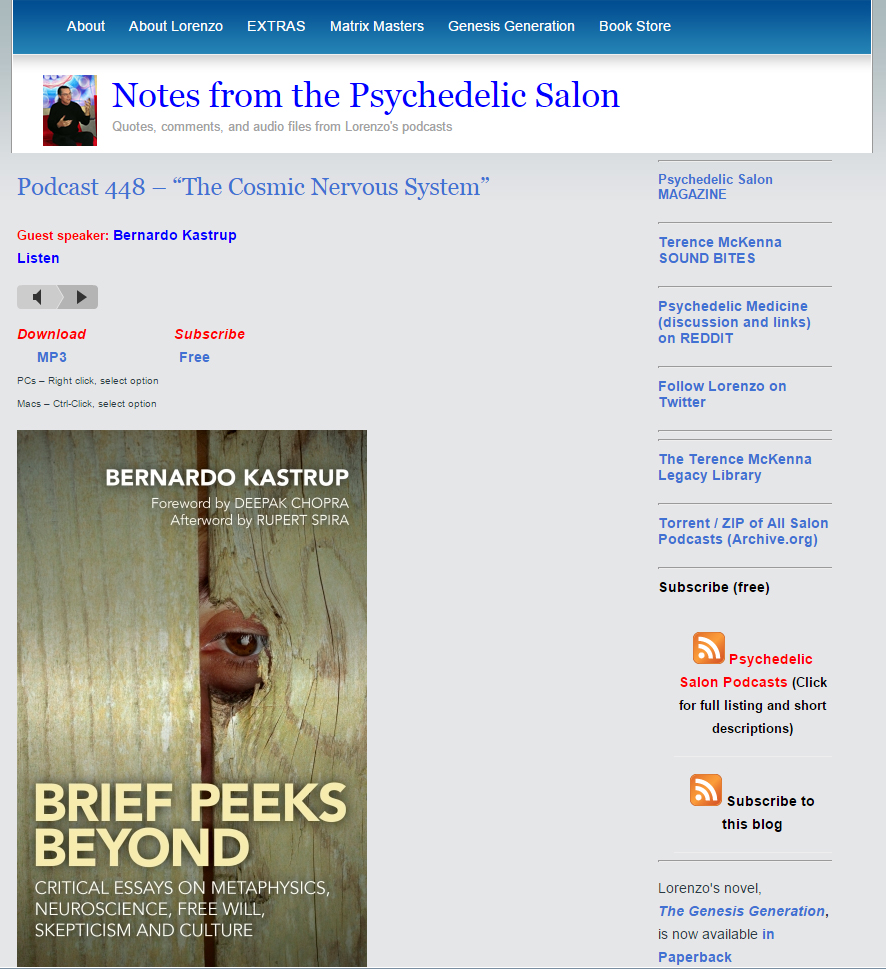 About About Lorenzo EXTRAS Matrix Masters Genesis Generation Book Store
Notes from the Psychedelic Salon
Quotes, comments, and audio files from Lorenzo's podcasts
Podcast 448 – “The Cosmic Nervous System”
Guest speaker: Bernardo Kastrup
Listen
Download Subscribe
MP3 Free
PCs – Right click, select option
Macs – Ctrl-Click, select option
BERNARDO KASTRUP
Foreword by DEEPAK CHOPRA
Afterword by RUPERT SPIRA
BRIEF PEEKS
BEYOND
CRITICAL ESSAYS ON METAPHYSICS,
NEUROSCIENCE, FREE WILL,
SKEPTICISM AND CULTURE
Psychedelic Salon
MAGAZINE
Terence McKenna
SOUND BITES
Psychedelic Medicine
(discussion and links)
on REDDIT
Follow Lorenzo on
Twitter
The Terence McKenna
Legacy Library
Torrent / ZIP of All Salon
Podcasts (Archive.org)
Subscribe (free)
Psychedelic
Salon Podcasts (Click
for full listing and short
descriptions)
Subscribe to
this blog
Lorenzo's novel,
The Genesis Generation,
is now available in
Paperback